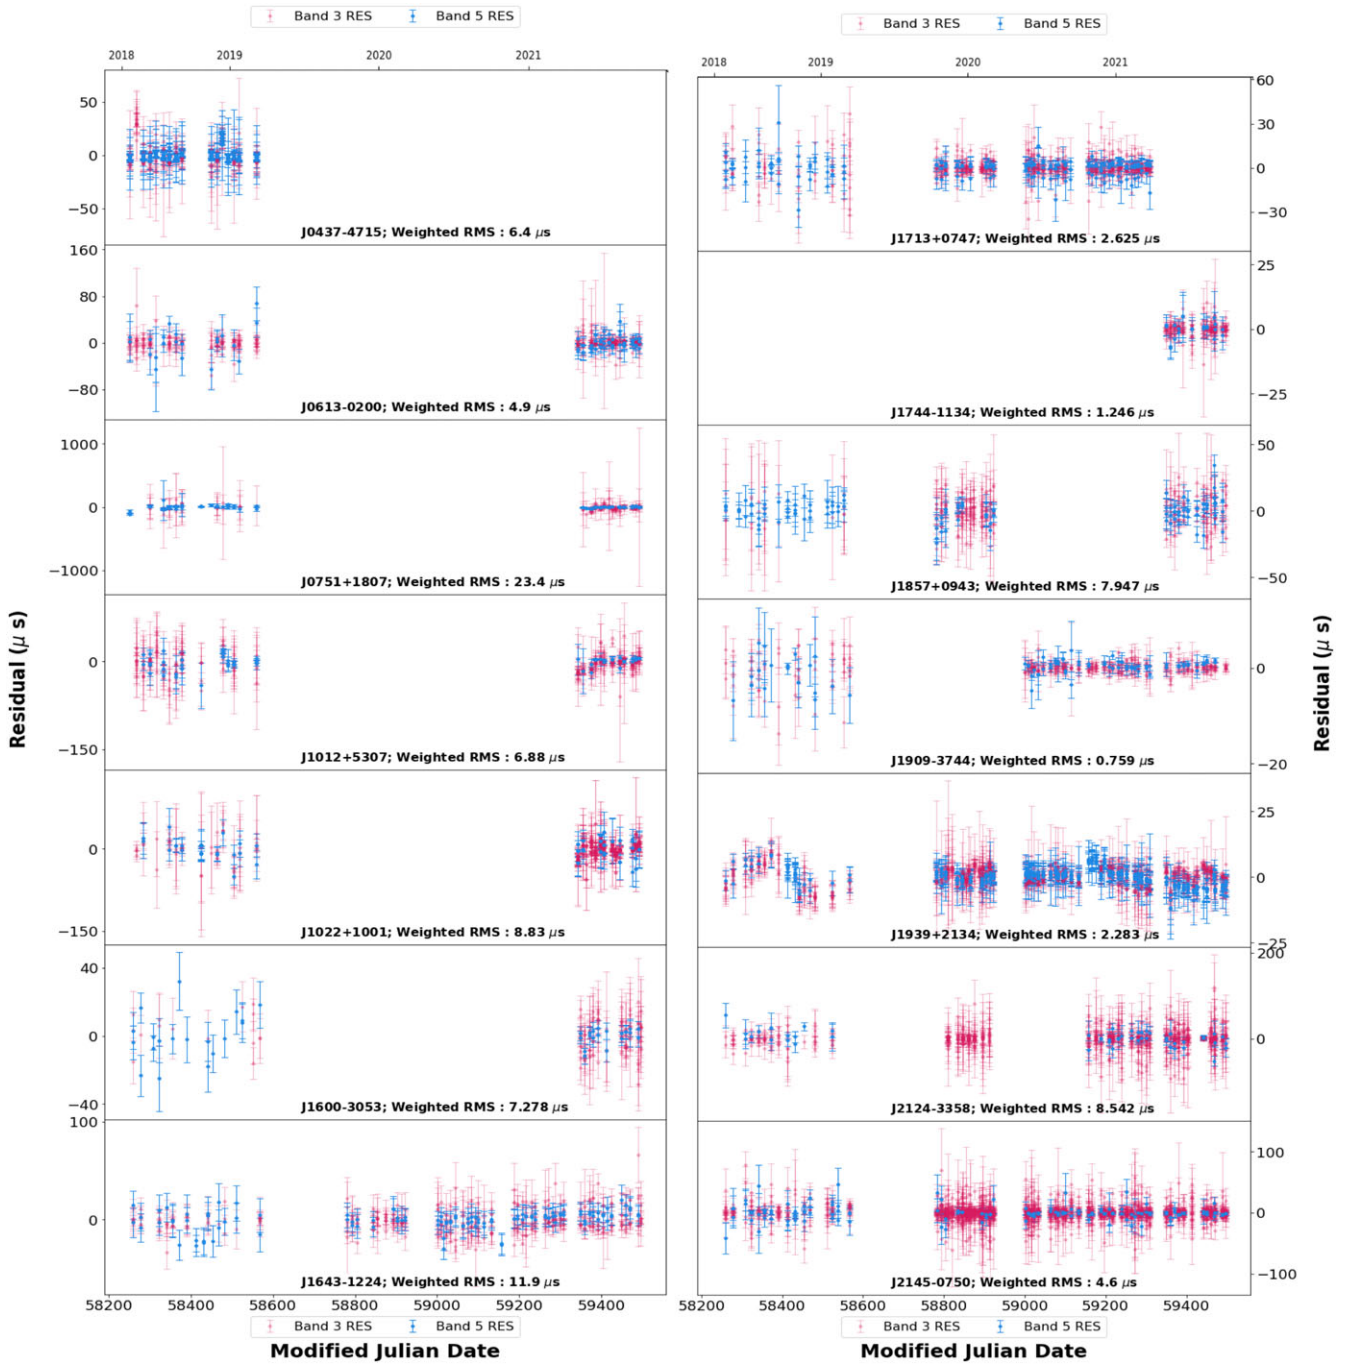 Band 3 RES Band 5 RES
2018 2019 2020 2021
50
0
−50
J0437-4715; Weighted RMS : 6.4 μs
160
80
0
−80
J0613-0200; Weighted RMS : 4.9 μs
1000
0
−1000
J0751+1807; Weighted RMS : 23.4 μs
0
−150
J1012+5307; Weighted RMS : 6.88 μs
0
−150
J1022+1001; Weighted RMS : 8.83 μs
40
0
−40
J1600-3053; Weighted RMS : 7.278 μs
100
0
J1643-1224; Weighted RMS : 11.9 μs
58200 58400 58600 58800 59000 59200 59400
Band 3 RES Band 5 RES
Modified Julian Date
Residual (μ s)
Band 3 RES Band 5 RES
2018 2019 2020 2021
60
30
0
−30
J1713+0747; Weighted RMS : 2.625 μs
25
0
−25
J1744-1134; Weighted RMS : 1.246 μs
50
0
−50
J1857+0943; Weighted RMS : 7.947 μs
0
−20
J1909-3744; Weighted RMS : 0.759 μs
25
0
−25
J1939+2134; Weighted RMS : 2.283 μs
200
0
J2124-3358; Weighted RMS : 8.542 μs
100
0
−100
J2145-0750; Weighted RMS : 4.6 μs
58200 58400 58600 58800 59000 59200 59400
Band 3 RES Band 5 RES
Modified Julian Date
Residual (μ s)